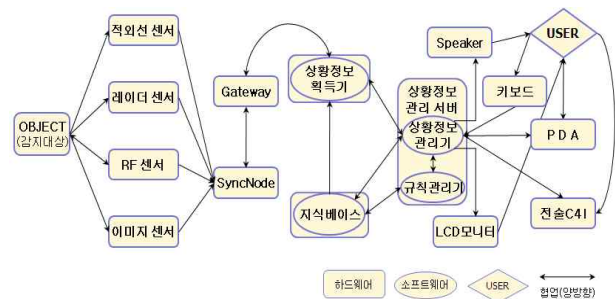 적외선 센서
레이더 센서
OBJECT
(감지대상)
RF 센서
이미지 센서
Gateway
SyncNode
상황정보
획득기
지식베이스
상황정보
관리 서버
상황정보
관리기
규칙관리기
Speaker
USER
키보드
PDA
LCD모니터
전술C4I
하드웨어
소프트웨어
USER
협업(양방향)